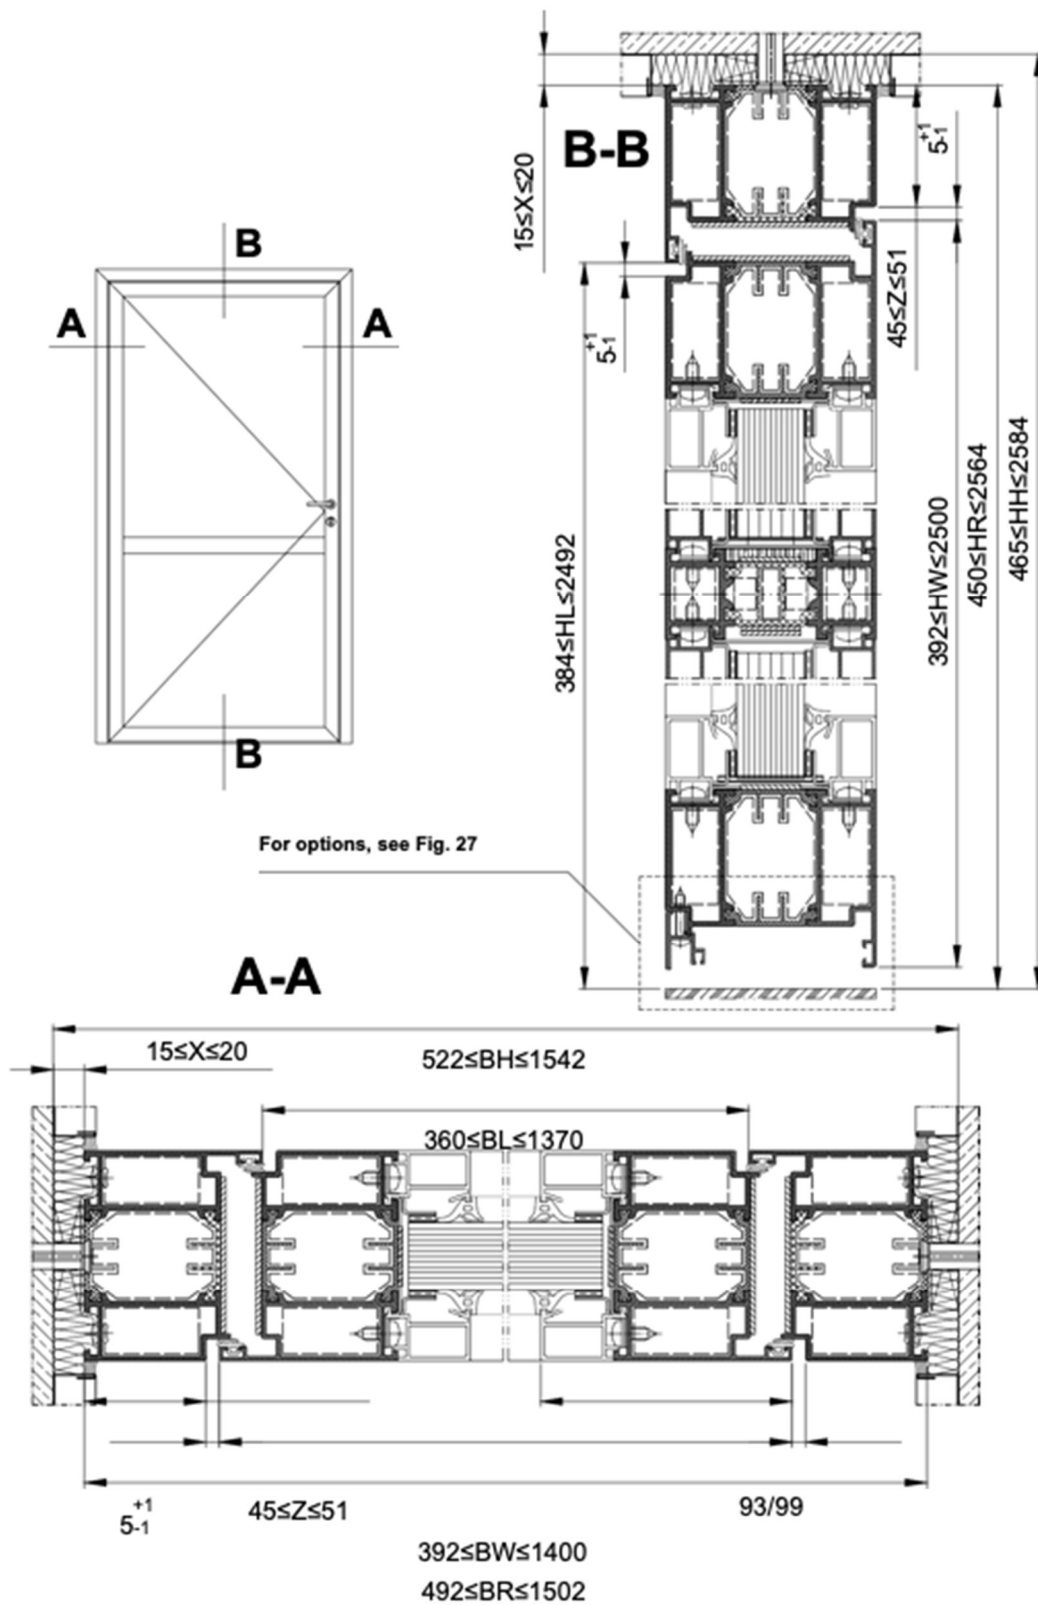 B-B
15≤X≤20
5+1-1
45≤Z≤51
5+1-1
384≤HL≤2492
392≤HW≤2500
450≤HR≤2564
465≤HH≤2584
B
A
A
B
For options, see Fig. 27
A-A
15≤X≤20
522≤BH≤1542
360≤BL≤1370
5+1-1
45≤Z≤51
93/99
392≤BW≤1400
492≤BR≤1502